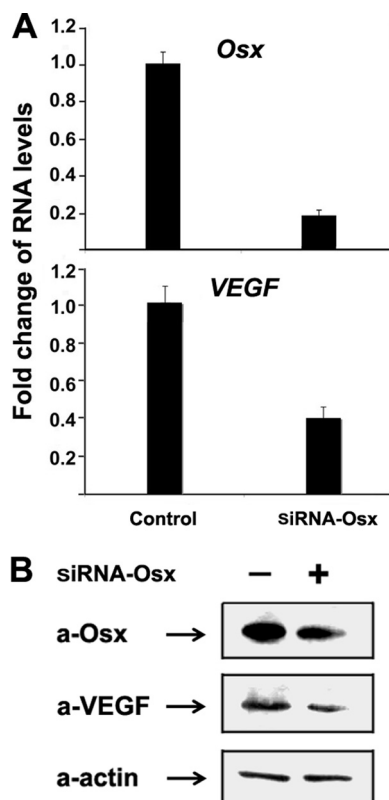 A
Fold change of RNA levels
Osx
1.2
1.0
0.8
0.6
0.4
0.2
VEGF
1.2
1.0
0.8
0.6
0.4
0.2
Control siRNA-Osx
B
siRNA-Osx − +
a-Osx →
a-VEGF →
a-actin →